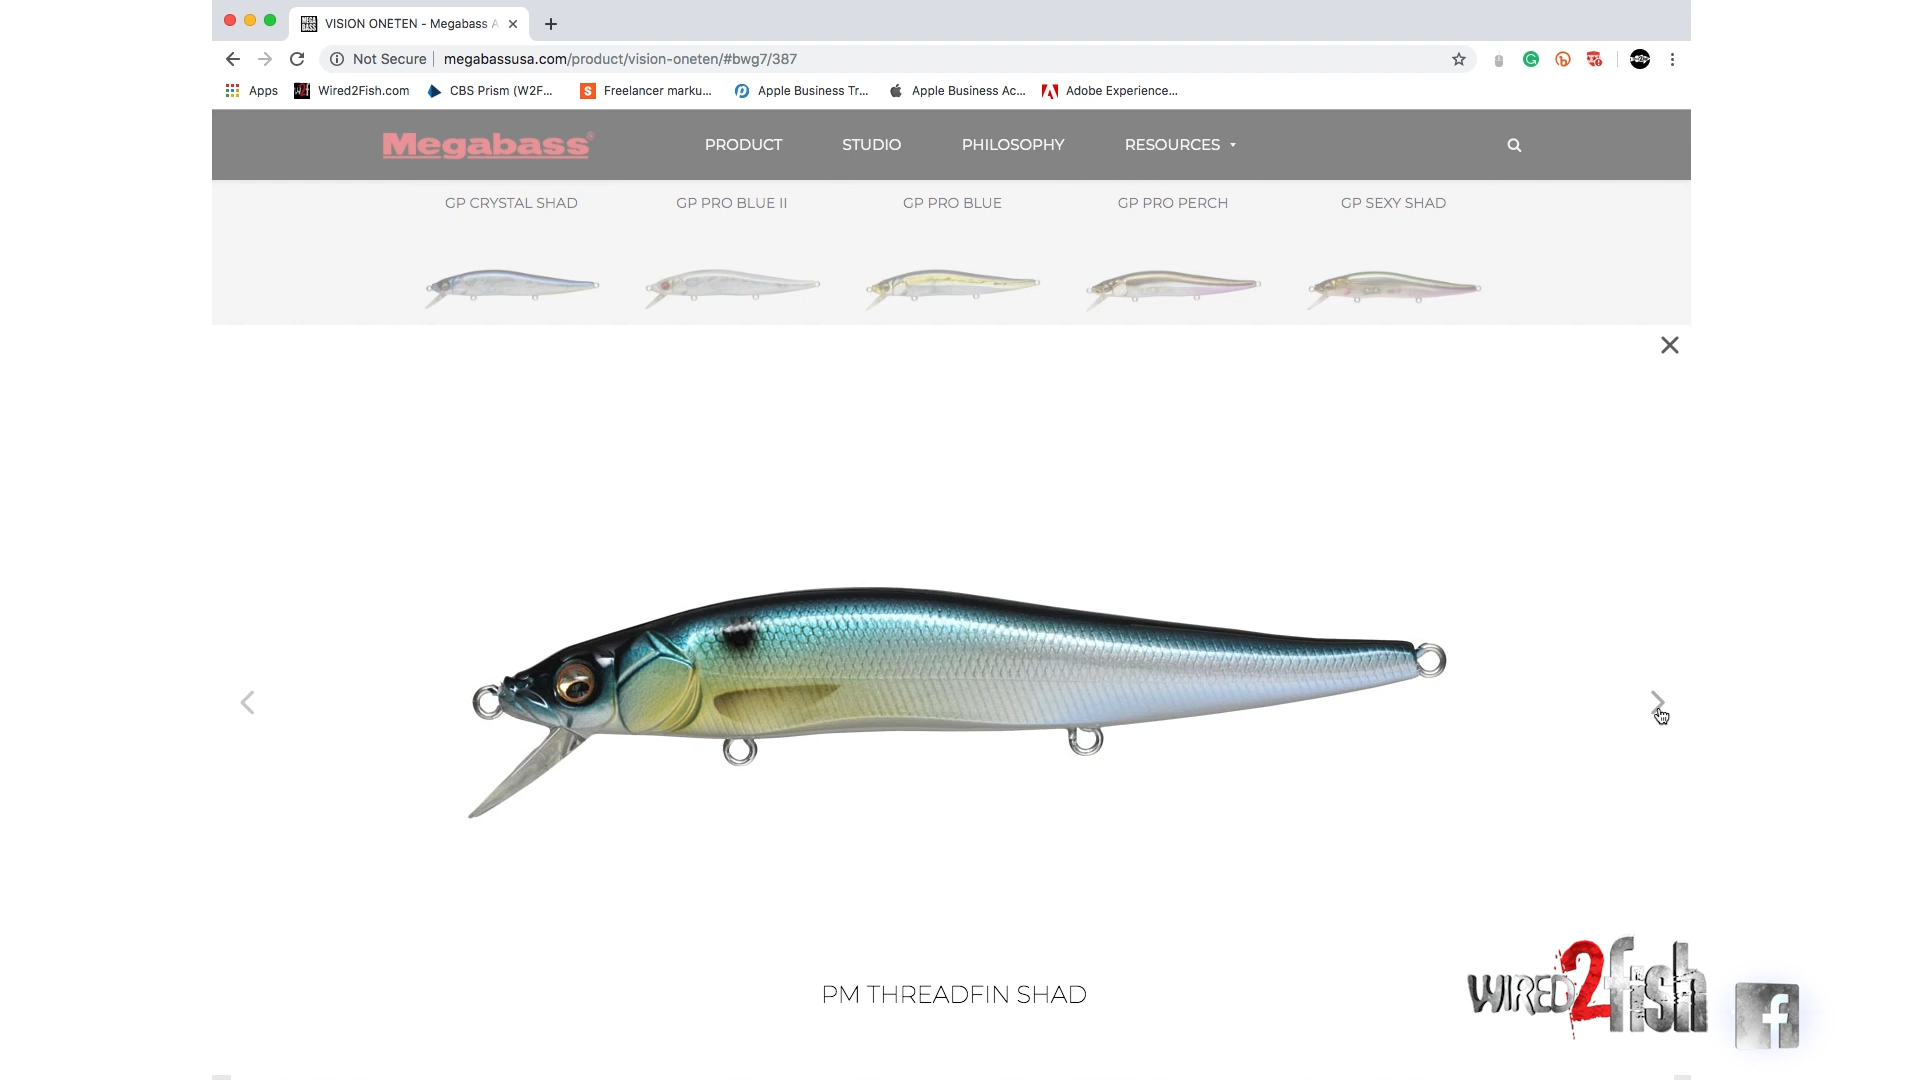 VISION ONETEN - Megabass A
Not Secure megabassusa.com/product/vision-oneten/#bwg7/387
Apps Wired2Fish.com CBS Prism (W2F... Freelancer marku... Apple Business Tr... Apple Business Ac... Adobe Experience...
Megabass® PRODUCT STUDIO PHILOSOPHY RESOURCES
GP CRYSTAL SHAD GP PRO BLUE II GP PRO BLUE GP PRO PERCH GP SEXY SHAD
PM THREADFIN SHAD
WIRED2fish f